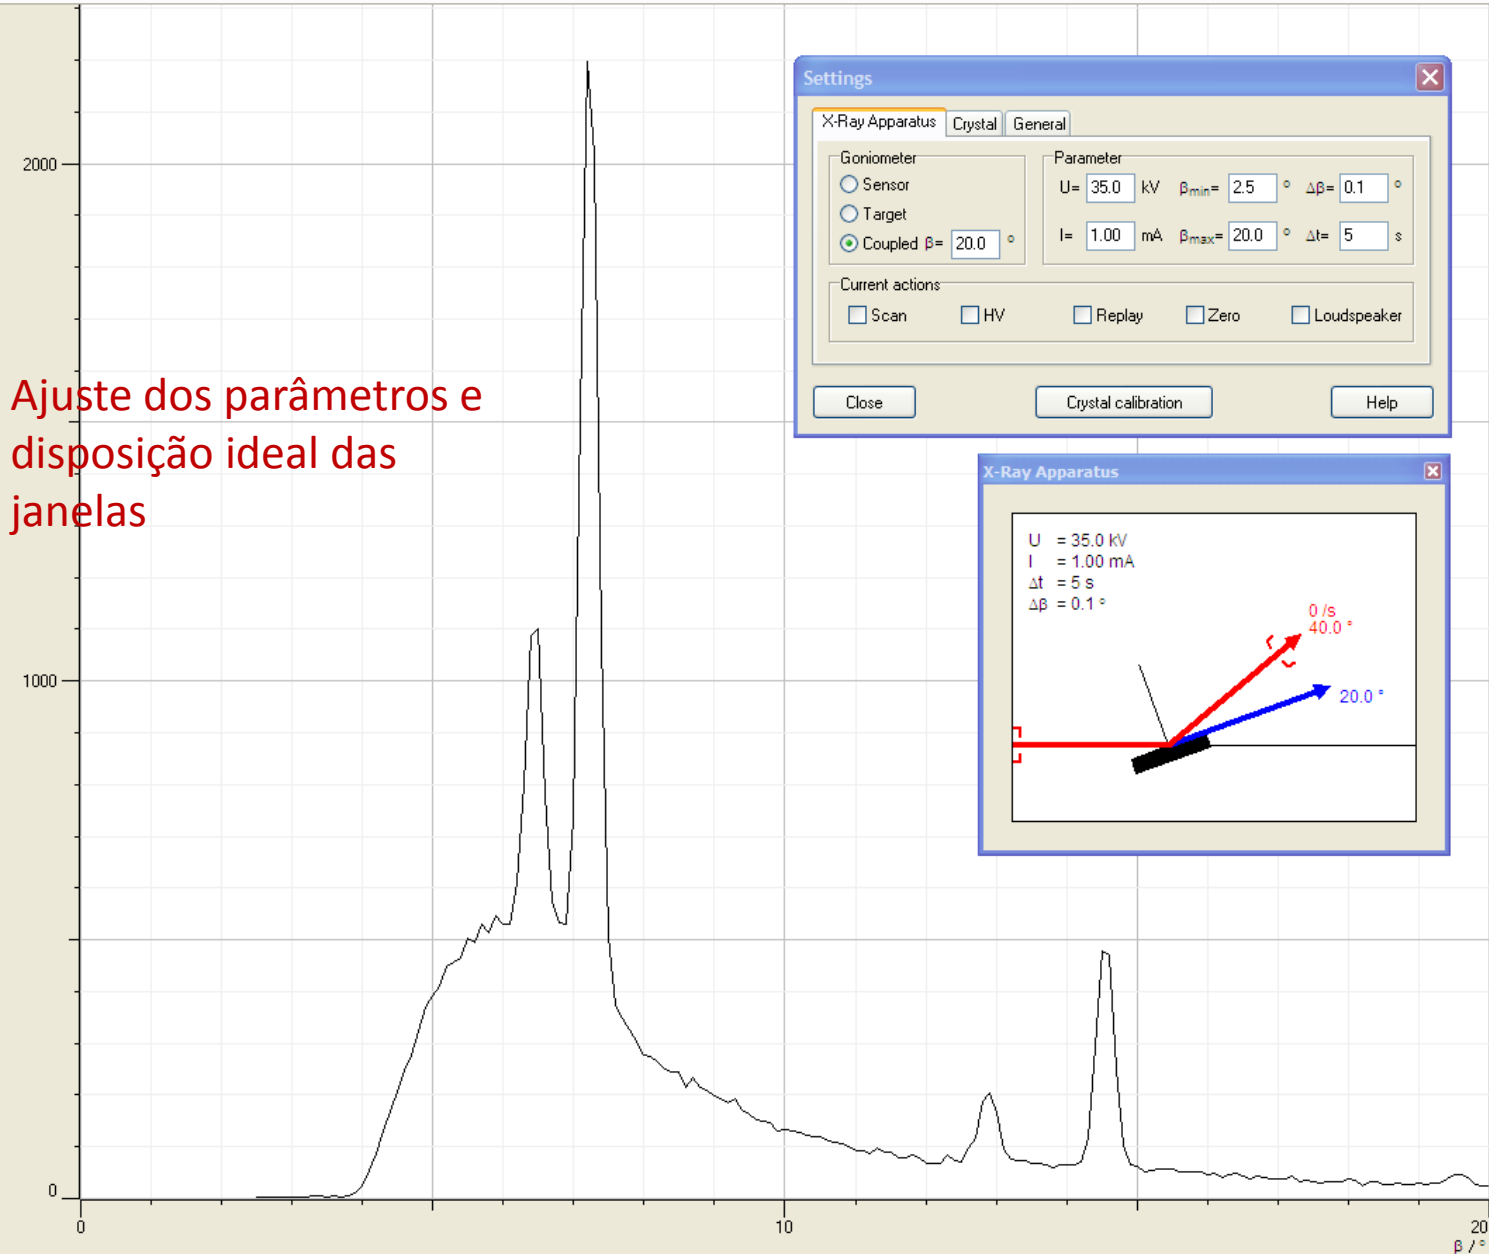 Settings
X-Ray Apparatus Crystal General
Goniometer
Sensor
Target
Coupled β= 20.0 °
Parameter
U= 35.0 kV βmin= 2.5 ° Δβ= 0.1 °
I= 1.00 mA βmax= 20.0 ° Δt= 5 s
Current actions
Scan HV Replay Zero Loudspeaker
Close Crystal calibration Help
2000
Ajuste dos parâmetros e
disposição ideal das
janelas
X-Ray Apparatus
U = 35.0 kV
I = 1.00 mA
Δt = 5 s
Δβ = 0.1 °
0 /s
40.0 °
20.0 °
1000
0
0 10 20
β / °